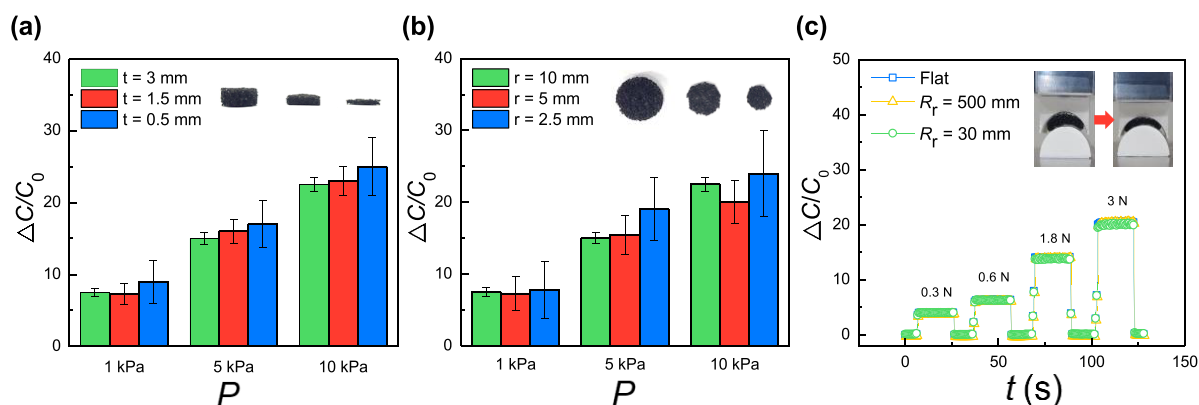 (a)
40
30
20
10
0
△C/C0
t = 3 mm
t = 1.5 mm
t = 0.5 mm
1 kPa 5 kPa 10 kPa
P
(b)
40
30
20
10
0
△C/C0
r = 10 mm
r = 5 mm
r = 2.5 mm
1 kPa 5 kPa 10 kPa
P
(c)
50
40
30
20
10
0
△C/C0
Flat
Rr = 500 mm
Rr = 30 mm
0.3 N
0.6 N
1.8 N
3 N
0 50 100 150
t (s)